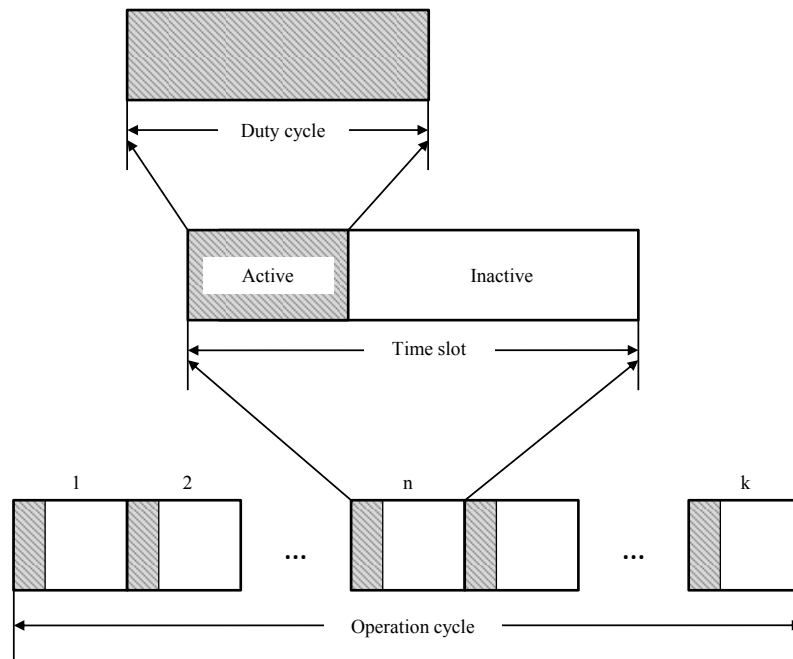 Duty cycle
Active
Inactive
Time slot
1
2
n
k
...
...
Operation cycle